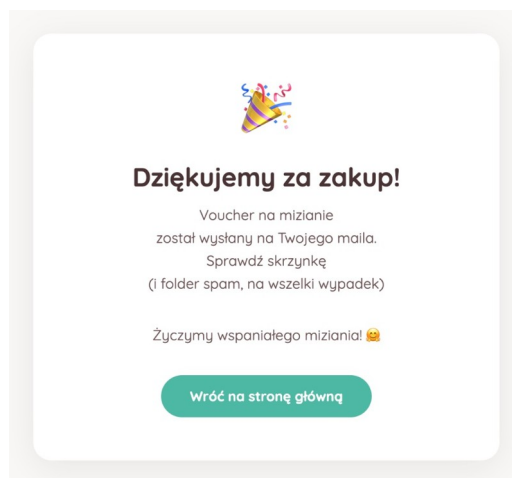 Dziękujemy za zakup!
Voucher na mizianie
został wysłany na Twojego maila.
Sprawdź skrzynkę
(i folder spam, na wszelki wypadek)
Życzymy wspaniałego miziania! 🤗
Wróć na stronę główną